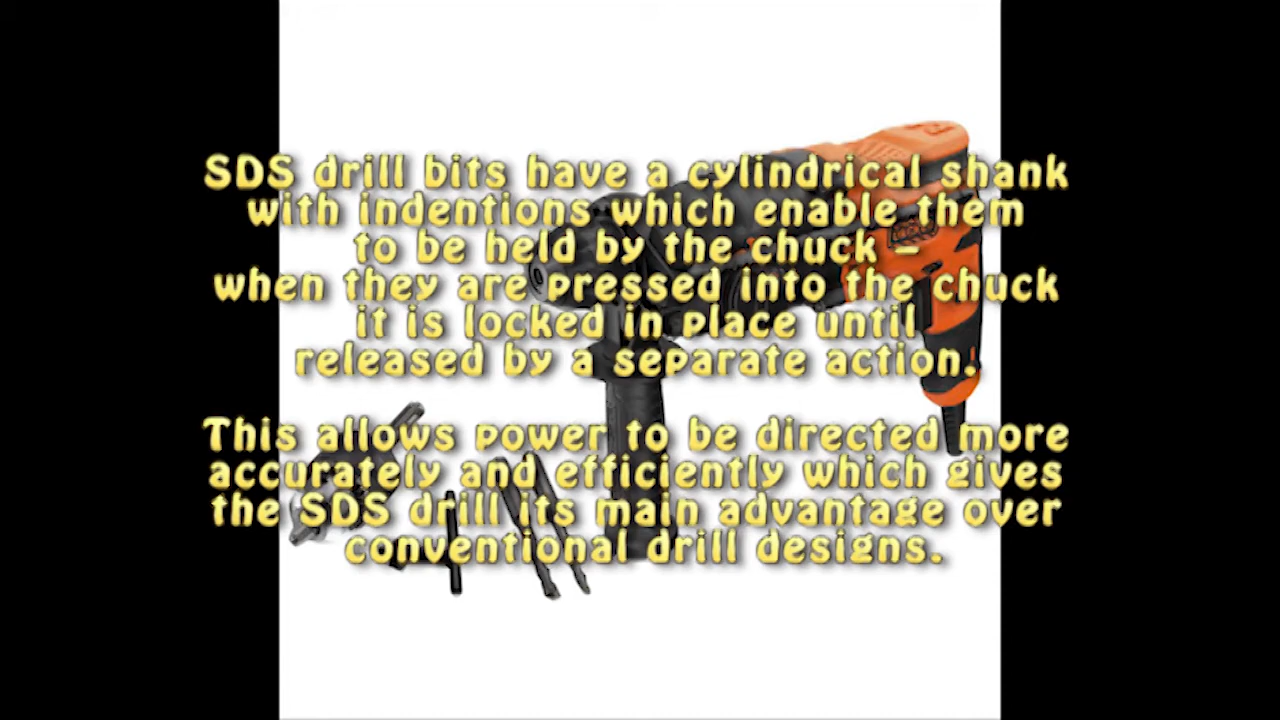 SDS drill bits have a cylindrical shank
with indentions which enable them
to be held by the chuck –
when they are pressed into the chuck
it is locked in place until
released by a separate action.
This allows power to be directed more
accurately and efficiently which gives
the SDS drill its main advantage over
conventional drill designs.